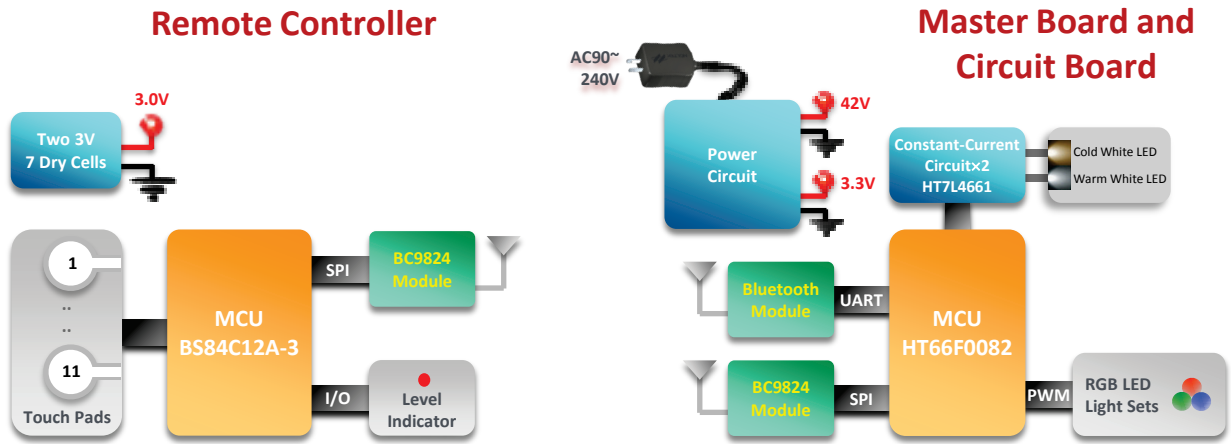 Remote Controller
3.0V
Two 3V
7 Dry Cells
1
..
..
11
Touch Pads
MCU
BS84C12A-3
SPI
BC9824
Module
I/O
Level
Indicator
Master Board and
Circuit Board
AC90~
240V
Power
Circuit
42V
3.3V
Constant-Current
Circuit×2
HT7L4661
Cold White LED
Warm White LED
Bluetooth
Module
UART
MCU
HT66F0082
BC9824
Module
SPI
PWM
RGB LED
Light Sets